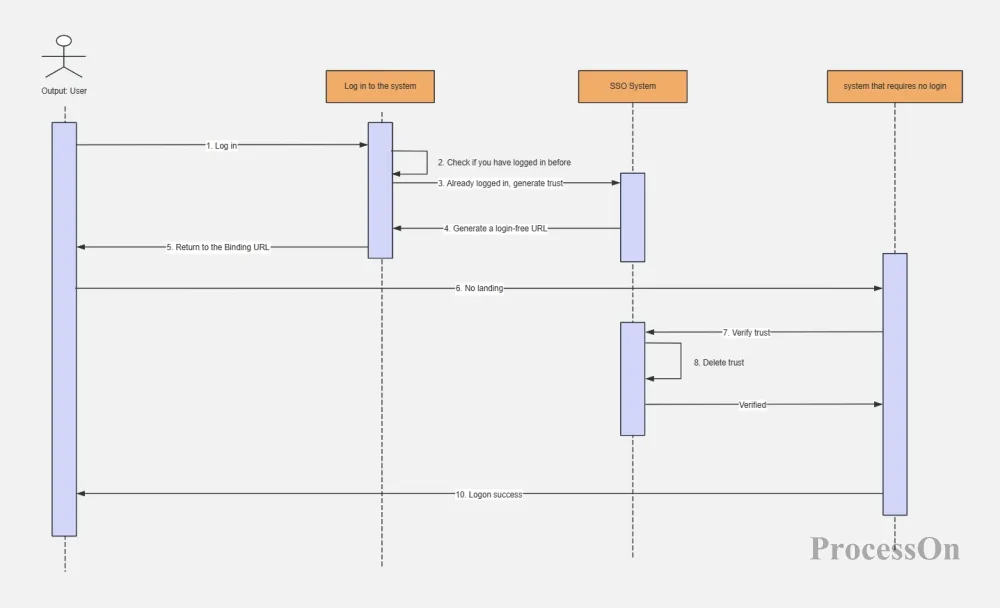 Output: User
Log in to the system
SSO System
system that requires no login
1. Log in
2. Check if you have logged in before
3. Already logged in, generate trust
4. Generate a login-free URL
5. Return to the Binding URL
6. No landing
7. Verify trust
8. Delete trust
Verified
10. Logon success
ProcessOn